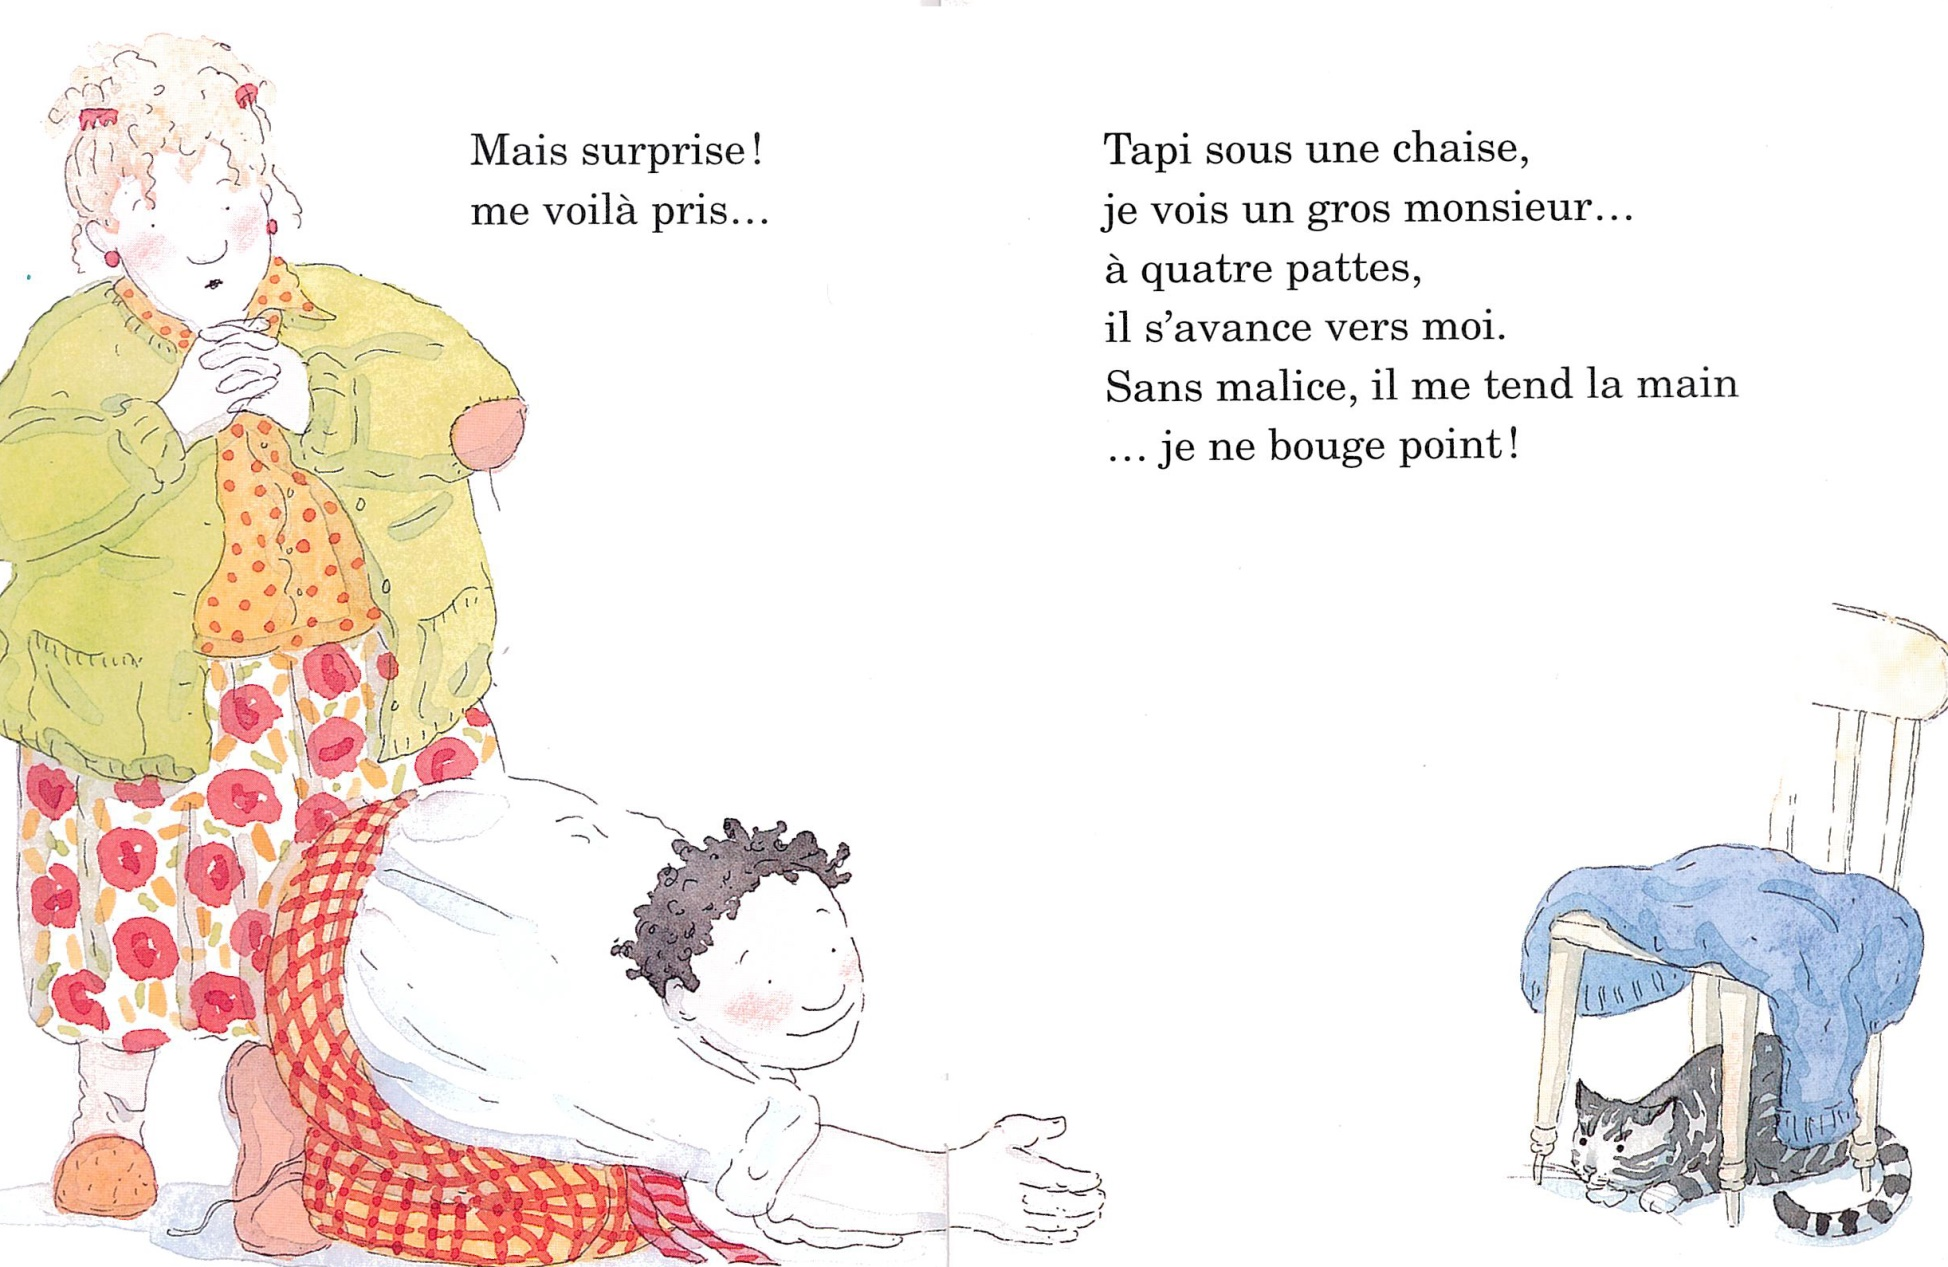 Mais surprise !
me voilà pris…
Tapi sous une chaise,
je vois un gros monsieur…
à quatre pattes,
il s’avance vers moi.
Sans malice, il me tend la main
… je ne bouge point !